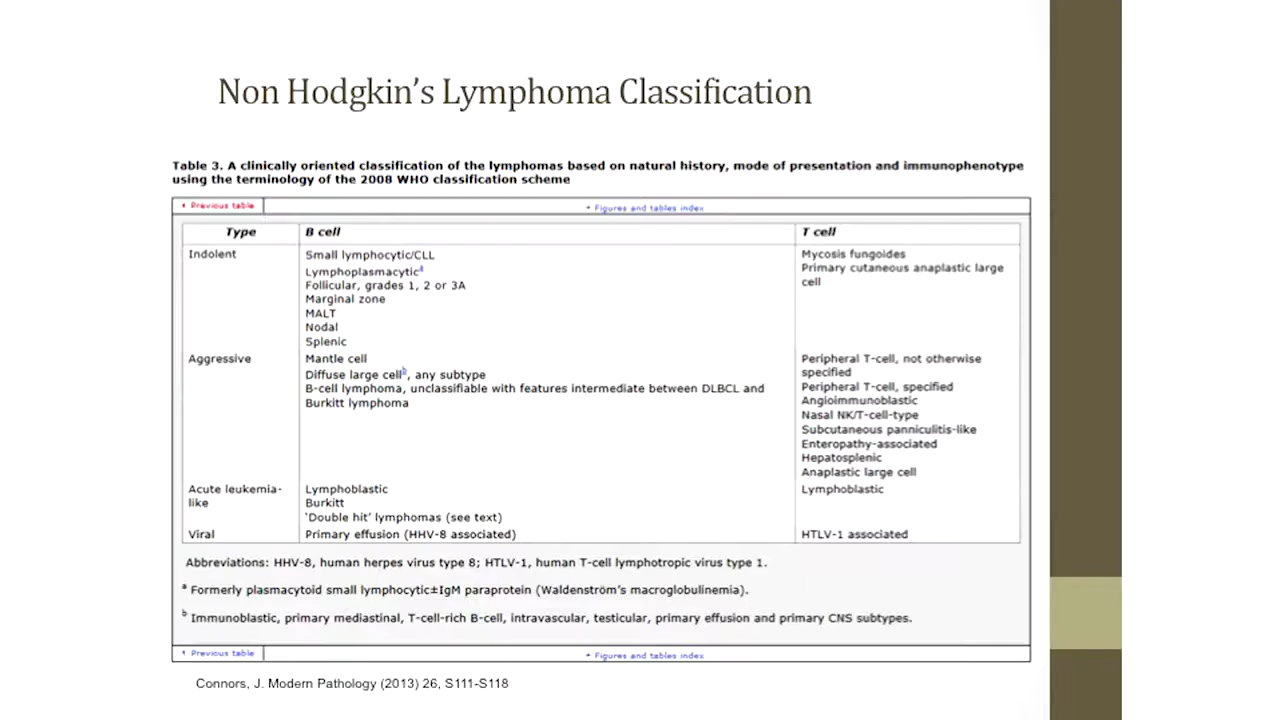 Non Hodgkin's Lymphoma Classification
Table 3. A clinically oriented classification of the lymphomas based on natural history, mode of presentation and immunophenotype
using the terminology of the 2008 WHO classification scheme
Previous table
Figures and tables index
Type B cell T cell
Indolent
Small lymphocytic/CLL
Lymphoplasmacytic^a
Follicular, grades 1, 2 or 3A
Marginal zone
MALT
Nodal
Splenic
Mycosis fungoides
Primary cutaneous anaplastic large
cell
Aggressive
Mantle cell
Diffuse large cell^b, any subtype
B-cell lymphoma, unclassifiable with features intermediate between DLBCL and
Burkitt lymphoma
Peripheral T-cell, not otherwise
specified
Peripheral T-cell, specified
Angioimmunoblastic
Nasal NK/T-cell-type
Subcutaneous panniculitis-like
Enteropathy-associated
Hepatosplenic
Anaplastic large cell
Acute leukemia-
like
Lymphoblastic
Burkitt
'Double hit' lymphomas (see text)
Lymphoblastic
Viral
Primary effusion (HHV-8 associated)
HTLV-1 associated
Abbreviations: HHV-8, human herpes virus type 8; HTLV-1, human T-cell lymphotropic virus type 1.
^a Formerly plasmacytoid small lymphocytic±IgM paraprotein (Waldenström's macroglobulinemia).
^b Immunoblastic, primary mediastinal, T-cell-rich B-cell, intravascular, testicular, primary effusion and primary CNS subtypes.
Previous table
Figures and tables index
Connors, J. Modern Pathology (2013) 26, S111-S118